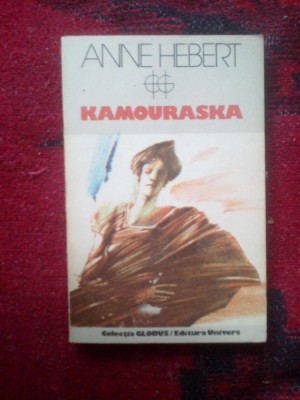 ANNE HEBERT
KAMOURASKA
Colecția GLOBUS/Editura Univers